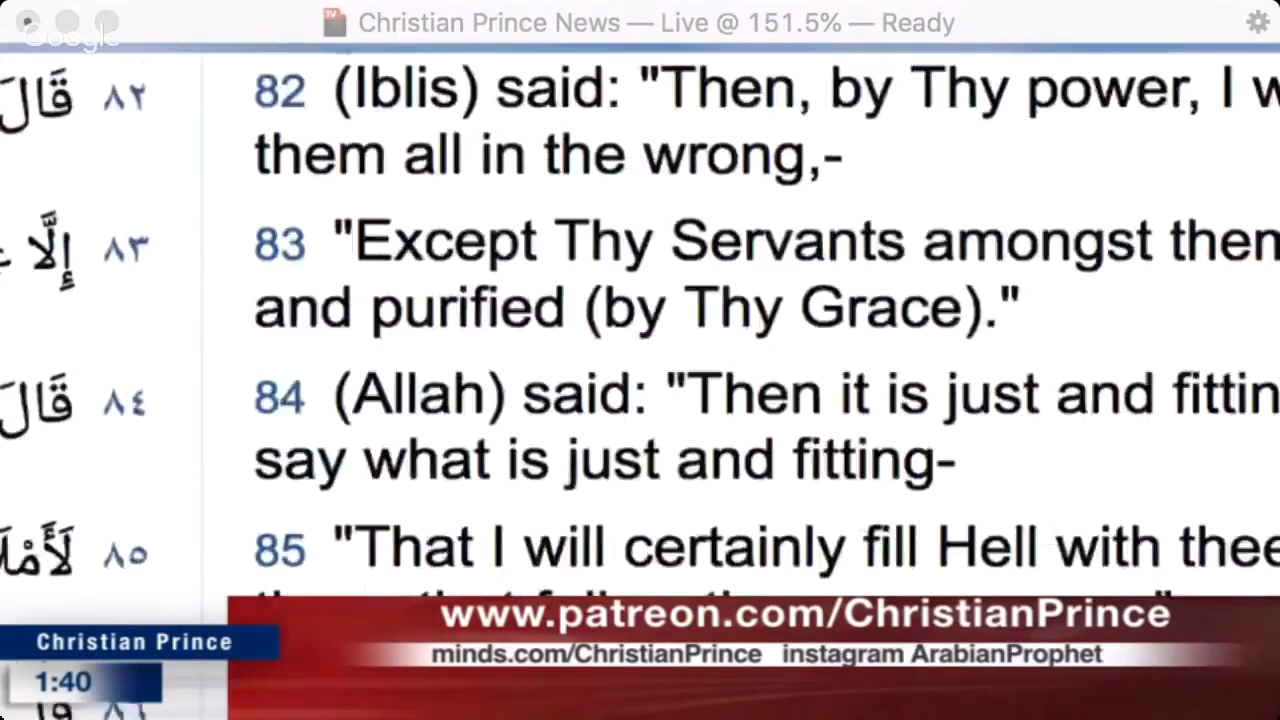 Christian Prince News — Live @ 151.5% — Ready
Google
قَالَ ٨٢ 82 (Iblis) said: "Then, by Thy power, I
them all in the wrong,-
إِلَّا ٨٣ 83 "Except Thy Servants amongst
and purified (by Thy Grace)."
قَالَ ٨٤ 84 (Allah) said: "Then it is just and
say what is just and fitting-
٨٥ 85 "That I will certainly fill Hell with thee
www.patreon.com/ChristianPrince
Christian Prince
minds.com/ChristianPrince instagram ArabianProphet
1:40